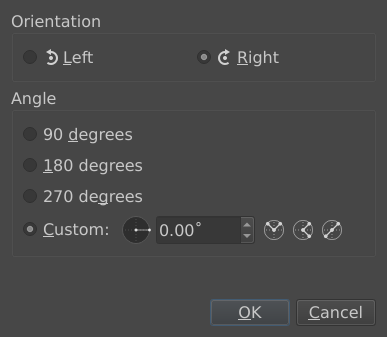 Orientation
Left Right
Angle
90 degrees
180 degrees
270 degrees
Custom: 0.00°
OK Cancel